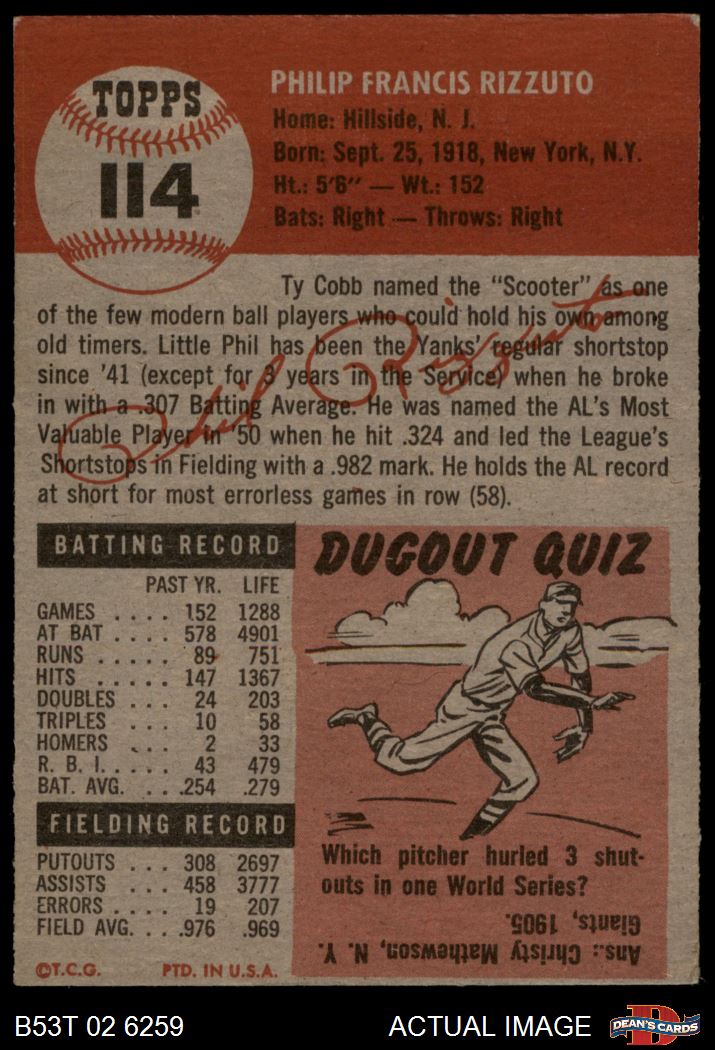 TOPPS
114
PHILIP FRANCIS RIZZUTO
Home: Hillside, N. J.
Born: Sept. 25, 1918, New York, N.Y.
Ht.: 5'6" — Wt.: 152
Bats: Right — Throws: Right
Ty Cobb named the "Scooter" as one
of the few modern ball players who could hold his own among
old timers. Little Phil has been the Yanks' regular shortstop
since '41 (except for 3 years in the Service) when he broke
in with a .307 Batting Average. He was named the AL's Most
Valuable Player in '50 when he hit .324 and led the League's
Shortstops in Fielding with a .982 mark. He holds the AL record
at short for most errorless games in row (58).
Phil Rizzuto
BATTING RECORD
PAST YR. LIFE
GAMES .... 152 1288
AT BAT .... 578 4901
RUNS ..... 89 751
HITS ..... 147 1367
DOUBLES ... 24 203
TRIPLES ... 10 58
HOMERS ... 2 33
R. B. I. .... 43 479
BAT. AVG. ... .254 .279
FIELDING RECORD
PUTOUTS ... 308 2697
ASSISTS ... 458 3777
ERRORS .... 19 207
FIELD AVG. .. .976 .969
©T.C.G. PTD. IN U.S.A.
DUGOUT QUIZ
Which pitcher hurled 3 shut-
outs in one World Series?
Ans.: Christy Mathewson, N. Y.
Giants, 1905.
B53T 02 6259 ACTUAL IMAGE
D
DEAN'S CARDS